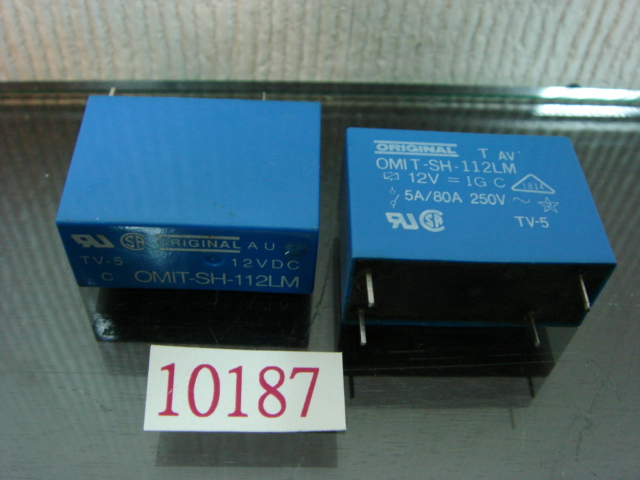 ORIGINAL AU
TV-5 12VDC
C OMIT-SH-112LM
ORIGINAL T AV
OMIT-SH-112LM
12V = IG C
5A/80A 250V ~
TV-5
10187